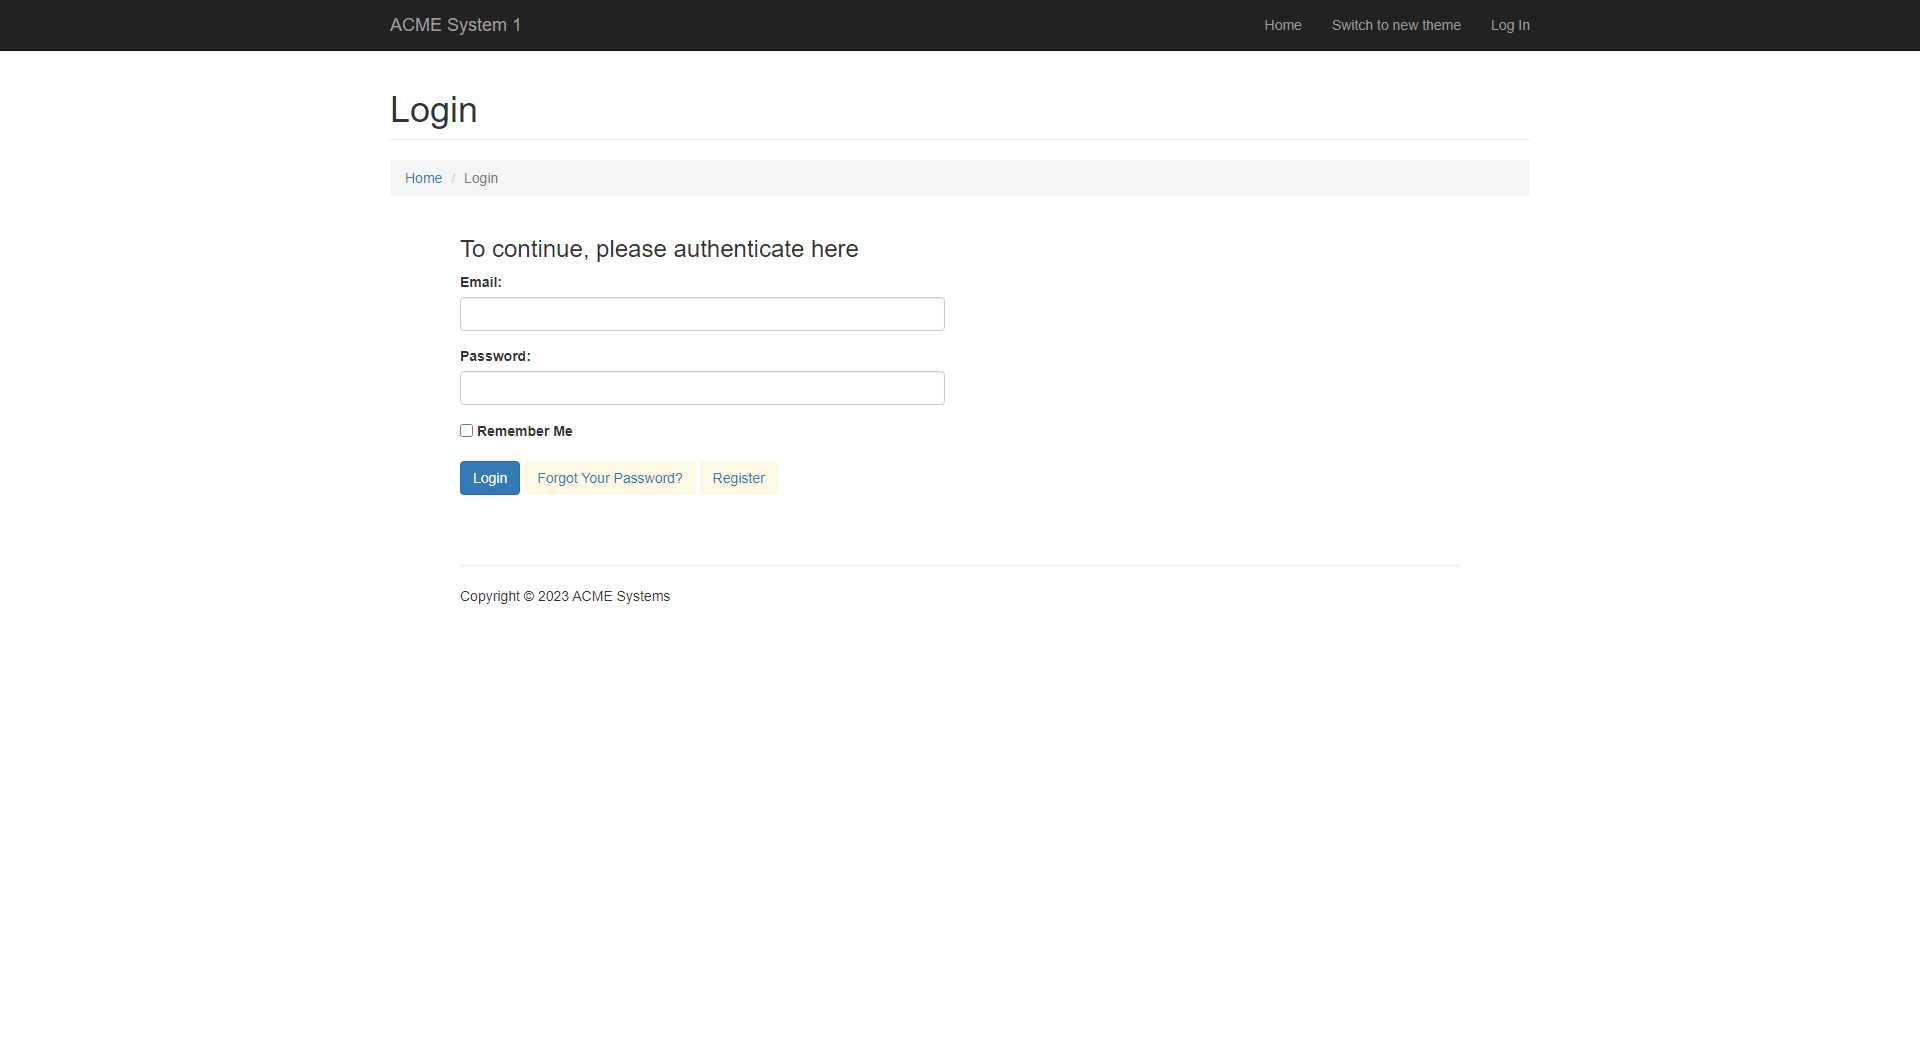 ACME System 1
Home Switch to new theme Log In
Login
Home / Login
To continue, please authenticate here
Email:
Password:
Remember Me
Login Forgot Your Password? Register
Copyright © 2023 ACME Systems